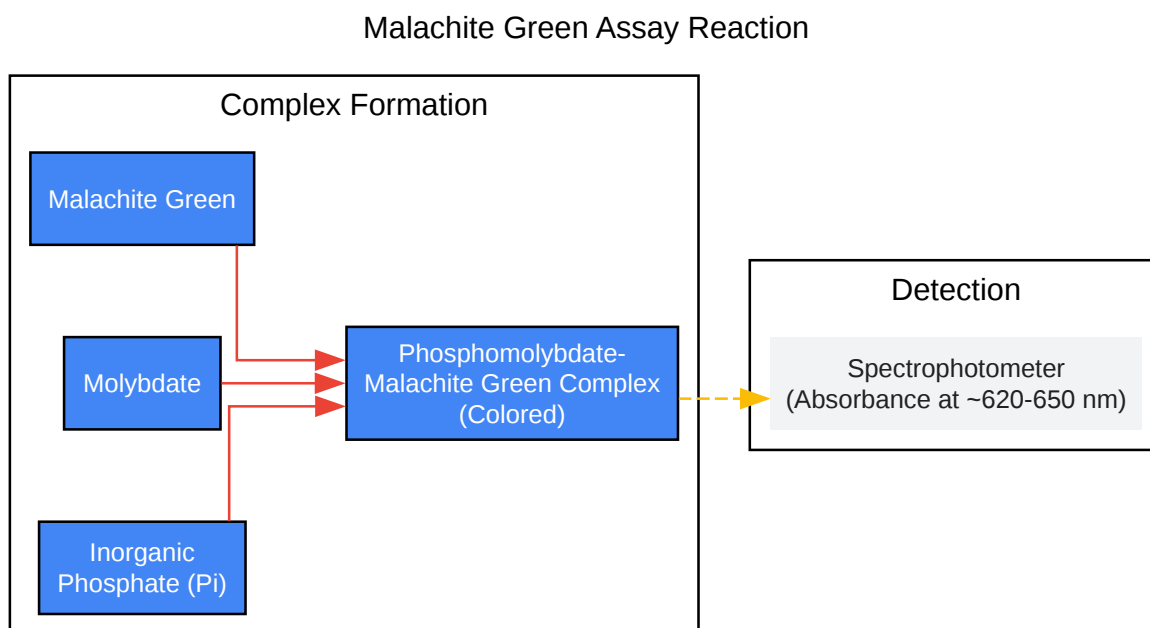 Malachite Green Assay Reaction
Complex Formation
Malachite Green
Molybdate
Inorganic
Phosphate (Pi)
Phosphomolybdate-
Malachite Green Complex
(Colored)
Detection
Spectrophotometer
(Absorbance at ~620-650 nm)